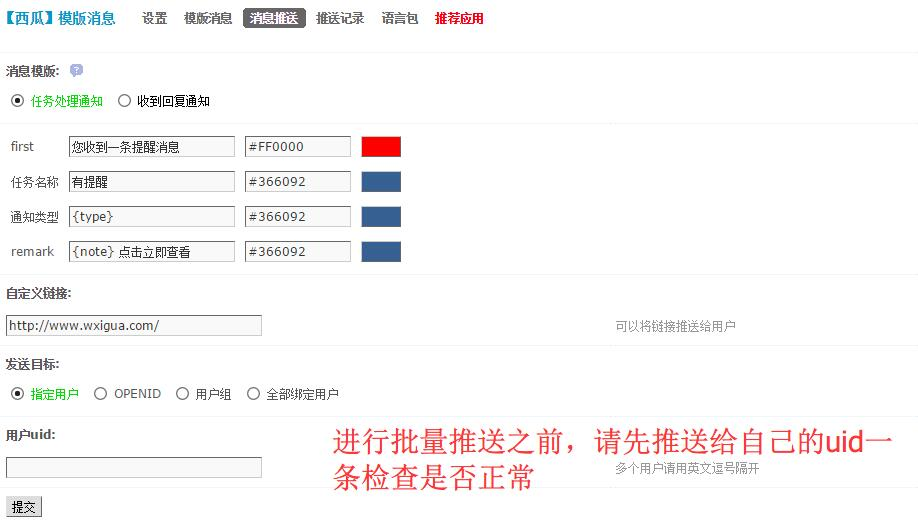 【西瓜】模版消息 设置 模版消息 消息推送 推送记录 语言包 推荐应用
消息模版: ?
任务处理通知 收到回复通知
first 您收到一条提醒消息 #FF0000
任务名称 有提醒 #366092
通知类型 {type} #366092
remark {note} 点击立即查看 #366092
自定义链接:
http://www.wxigua.com/ 可以将链接推送给用户
发送目标:
指定用户 OPENID 用户组 全部绑定用户
用户uid:
进行批量推送之前，请先推送给自己的uid一
条检查是否正常
多个用户请用英文逗号隔开
提交